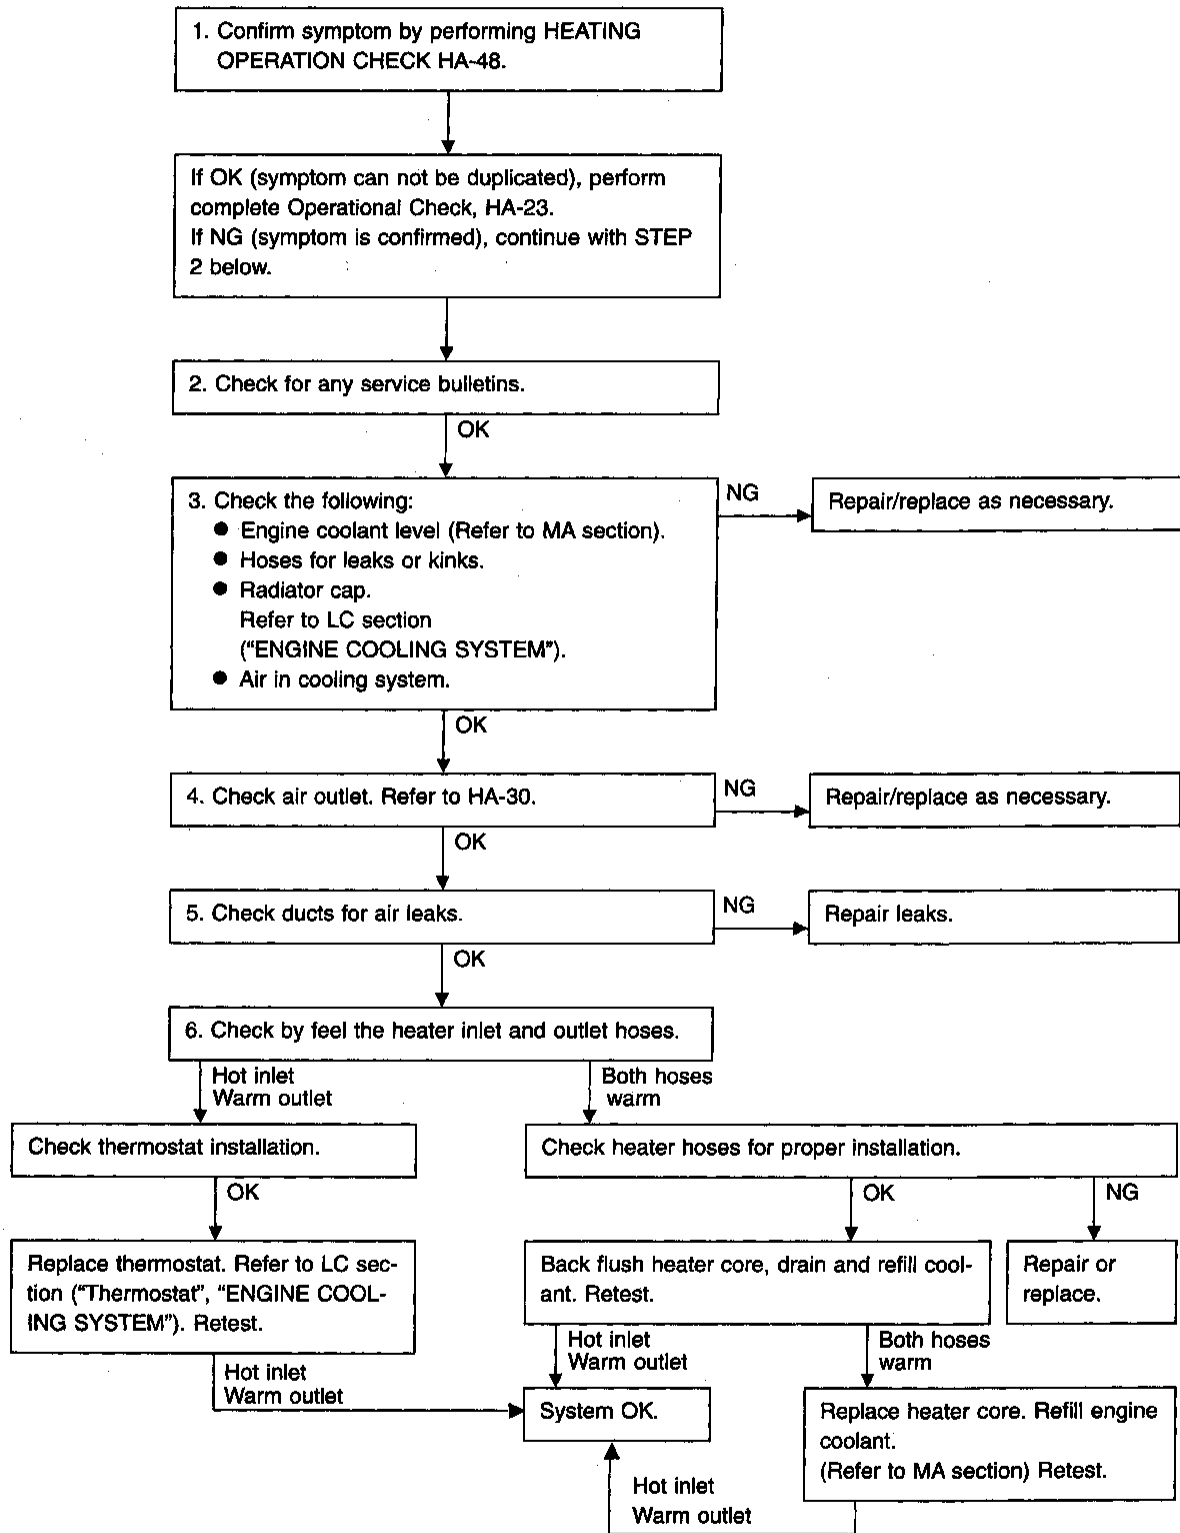 1. Confirm symptom by performing HEATING
OPERATION CHECK HA-48.
If OK (symptom can not be duplicated), perform
complete Operational Check, HA-23.
If NG (symptom is confirmed), continue with STEP
2 below.
2. Check for any service bulletins.
OK
3. Check the following:
● Engine coolant level (Refer to MA section).
● Hoses for leaks or kinks.
● Radiator cap.
Refer to LC section
("ENGINE COOLING SYSTEM").
● Air in cooling system.
NG
Repair/replace as necessary.
OK
4. Check air outlet. Refer to HA-30.
NG
Repair/replace as necessary.
OK
5. Check ducts for air leaks.
NG
Repair leaks.
OK
6. Check by feel the heater inlet and outlet hoses.
Hot inlet
Warm outlet
Both hoses
warm
Check thermostat installation.
Check heater hoses for proper installation.
OK
OK
NG
Replace thermostat. Refer to LC sec-
tion ("Thermostat", "ENGINE COOL-
ING SYSTEM"). Retest.
Back flush heater core, drain and refill cool-
ant. Retest.
Repair or
replace.
Hot inlet
Warm outlet
Hot inlet
Warm outlet
Both hoses
warm
System OK.
Replace heater core. Refill engine
coolant.
(Refer to MA section) Retest.
Hot inlet
Warm outlet